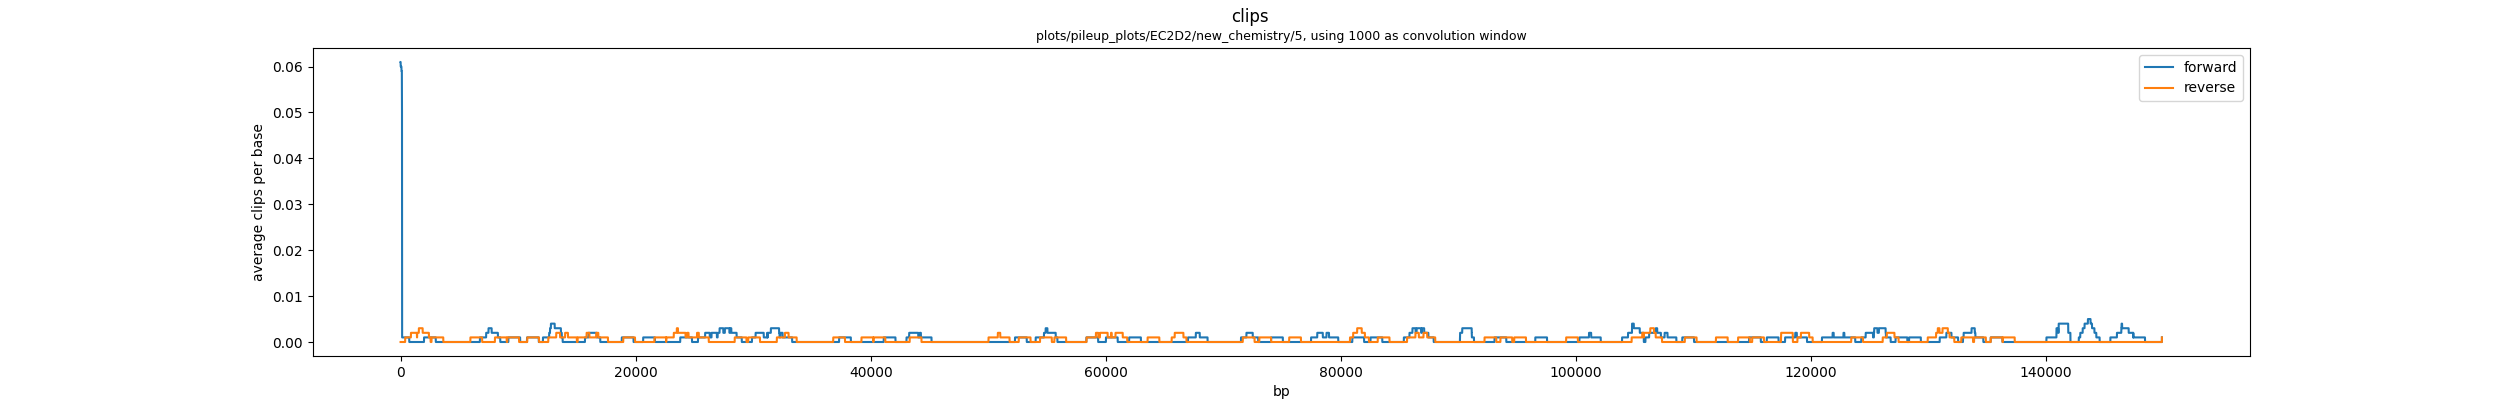 clips
plots/pileup_plots/EC2D2/new_chemistry/5, using 1000 as convolution window
forward
reverse
average clips per base
0.06
0.05
0.04
0.03
0.02
0.01
0.00
0 20000 40000 60000 80000 100000 120000 140000
bp